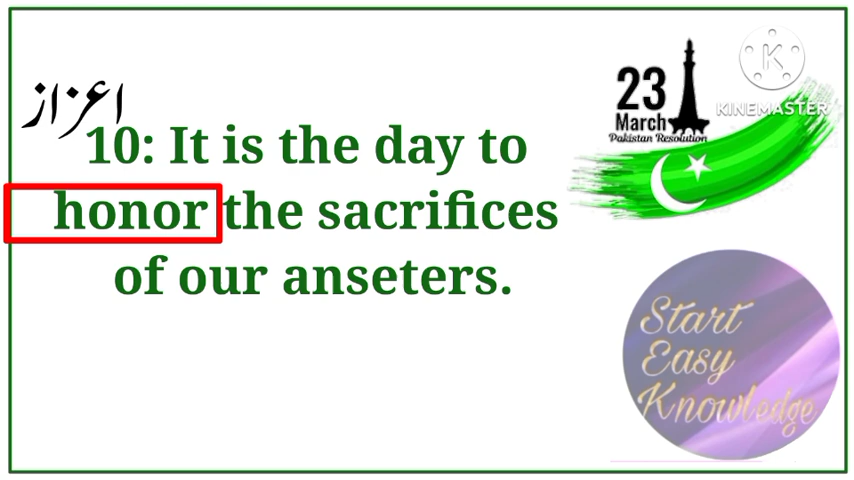 اعزاز
10: It is the day to
honor the sacrifices
of our anseters.
23
March
Pakistan Resolution
K
KINEMASTER
Start
Easy
Knowledge